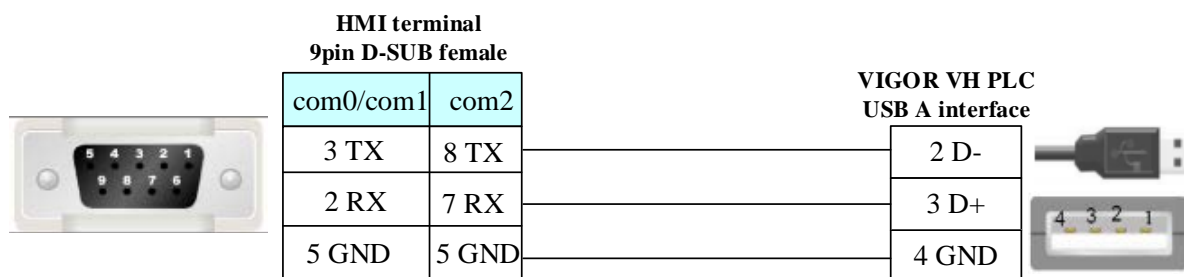 HMI terminal
9pin D-SUB female
com0/com1 com2
3 TX 8 TX
2 RX 7 RX
5 GND 5 GND
VIGOR VH PLC
USB A interface
2 D-
3 D+
4 GND
5 4 3 2 1
9 8 7 6
4 3 2 1